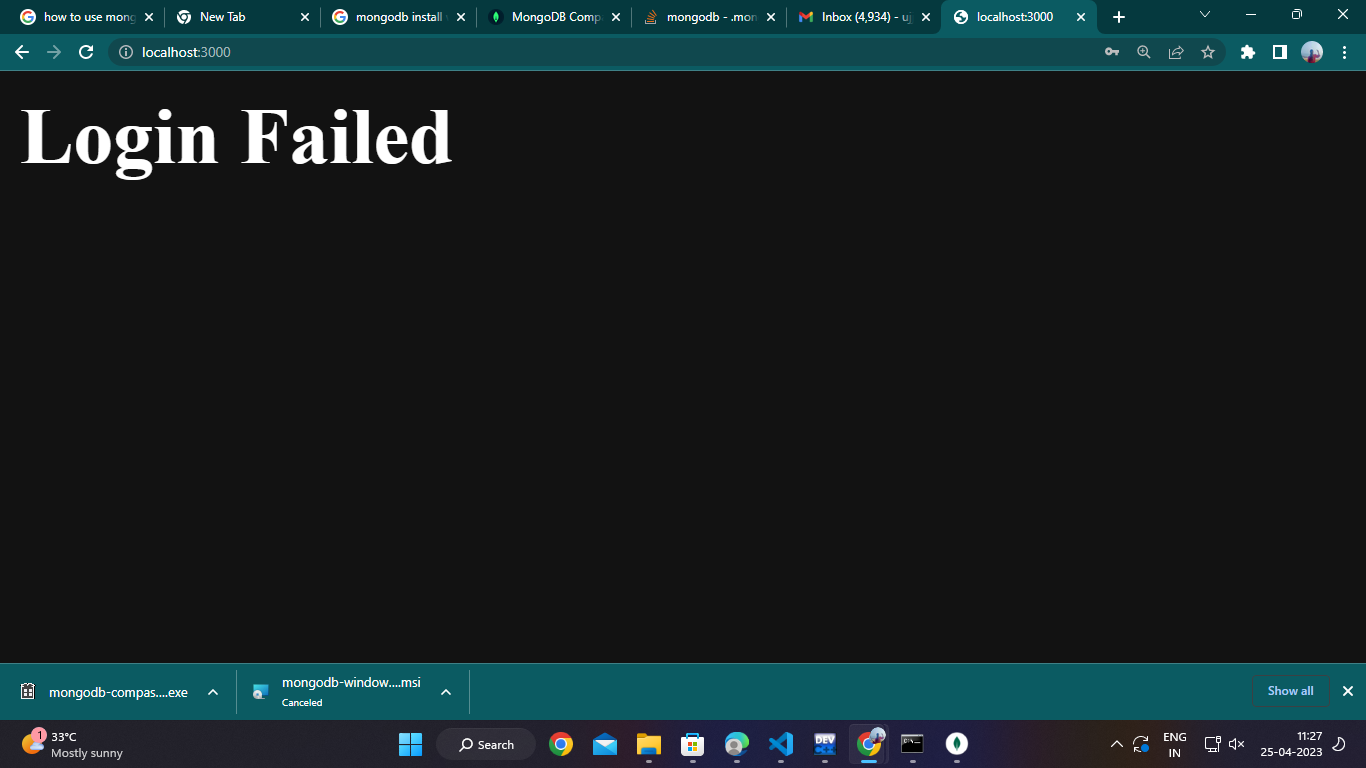 how to use mong
New Tab
mongodb install
MongoDB Comp
mongodb - .mon
Inbox (4,934) - uj
localhost:3000
localhost:3000
Login Failed
mongodb-compas....exe
mongodb-window....msi
Canceled
Show all
1
33°C
Mostly sunny
Search
DEV
ENG
IN
11:27
25-04-2023